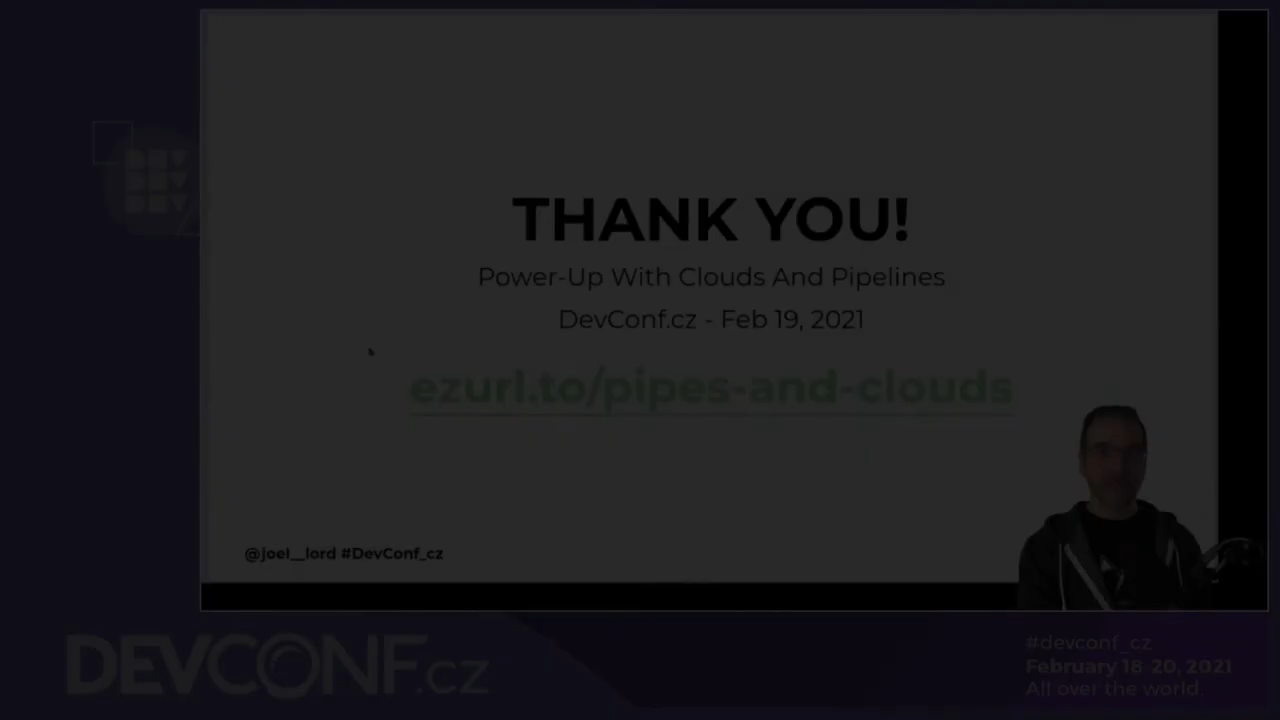 THANK YOU!
Power-Up With Clouds And Pipelines
DevConf.cz - Feb 19, 2021
ezurl.to/pipes-and-clouds
@joel__lord #DevConf_cz
DEVCONF.cz
#devconf_cz
February 18-20, 2021
All over the world